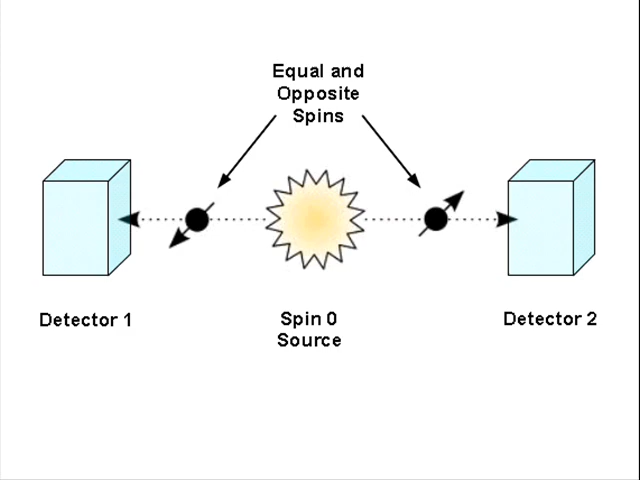 Equal and
Opposite
Spins
Detector 1
Spin 0
Source
Detector 2